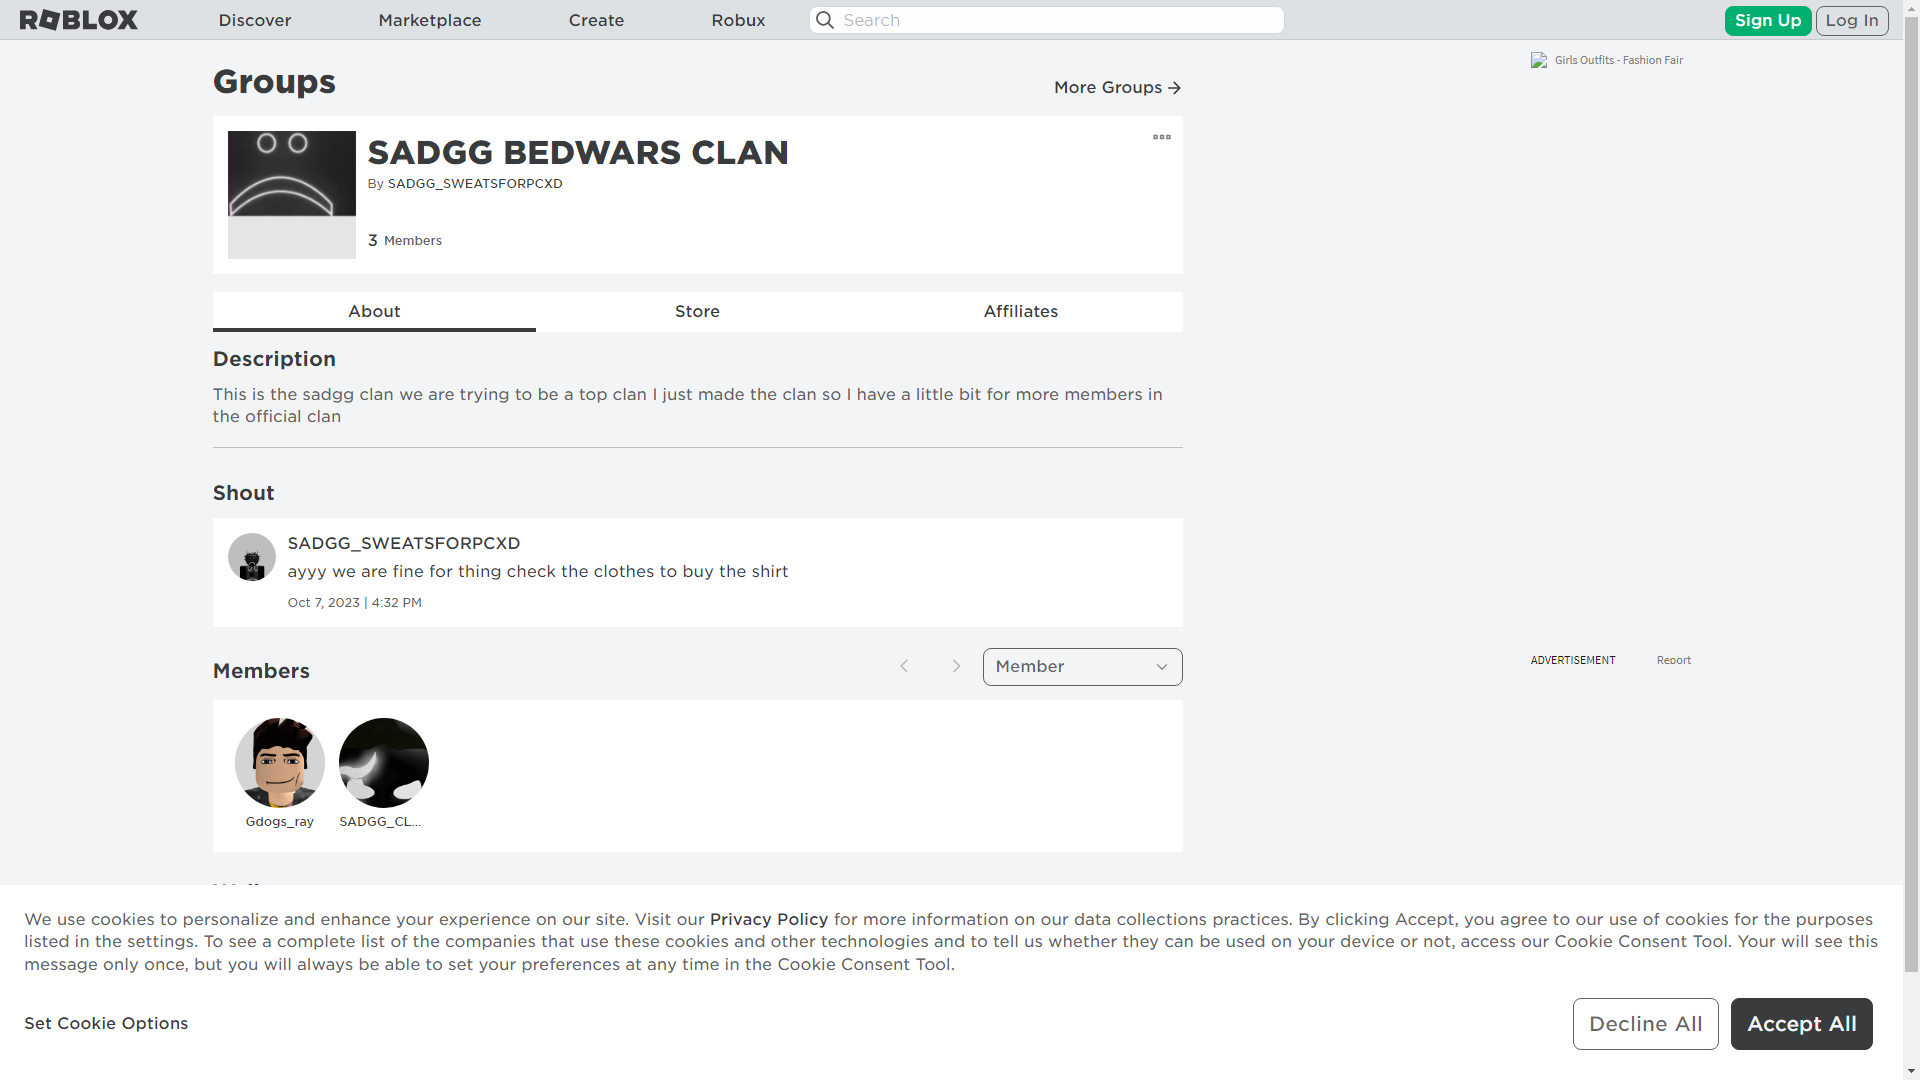 ROBLOX
Discover
Marketplace
Create
Robux
Search
Sign Up
Log In
Girls Outfits - Fashion Fair
Groups
More Groups
SADGG BEDWARS CLAN
By SADGG_SWEATSFORPCXD
3 Members
About
Store
Affiliates
Description
This is the sadgg clan we are trying to be a top clan I just made the clan so I have a little bit for more members in
the official clan
Shout
SADGG_SWEATSFORPCXD
ayyy we are fine for thing check the clothes to buy the shirt
Oct 7, 2023 | 4:32 PM
Members
Member
ADVERTISEMENT
Report
Gdogs_ray
SADGG_CL...
We use cookies to personalize and enhance your experience on our site. Visit our Privacy Policy for more information on our data collections practices. By clicking Accept, you agree to our use of cookies for the purposes
listed in the settings. To see a complete list of the companies that use these cookies and other technologies and to tell us whether they can be used on your device or not, access our Cookie Consent Tool. Your will see this
message only once, but you will always be able to set your preferences at any time in the Cookie Consent Tool.
Set Cookie Options
Decline All
Accept All